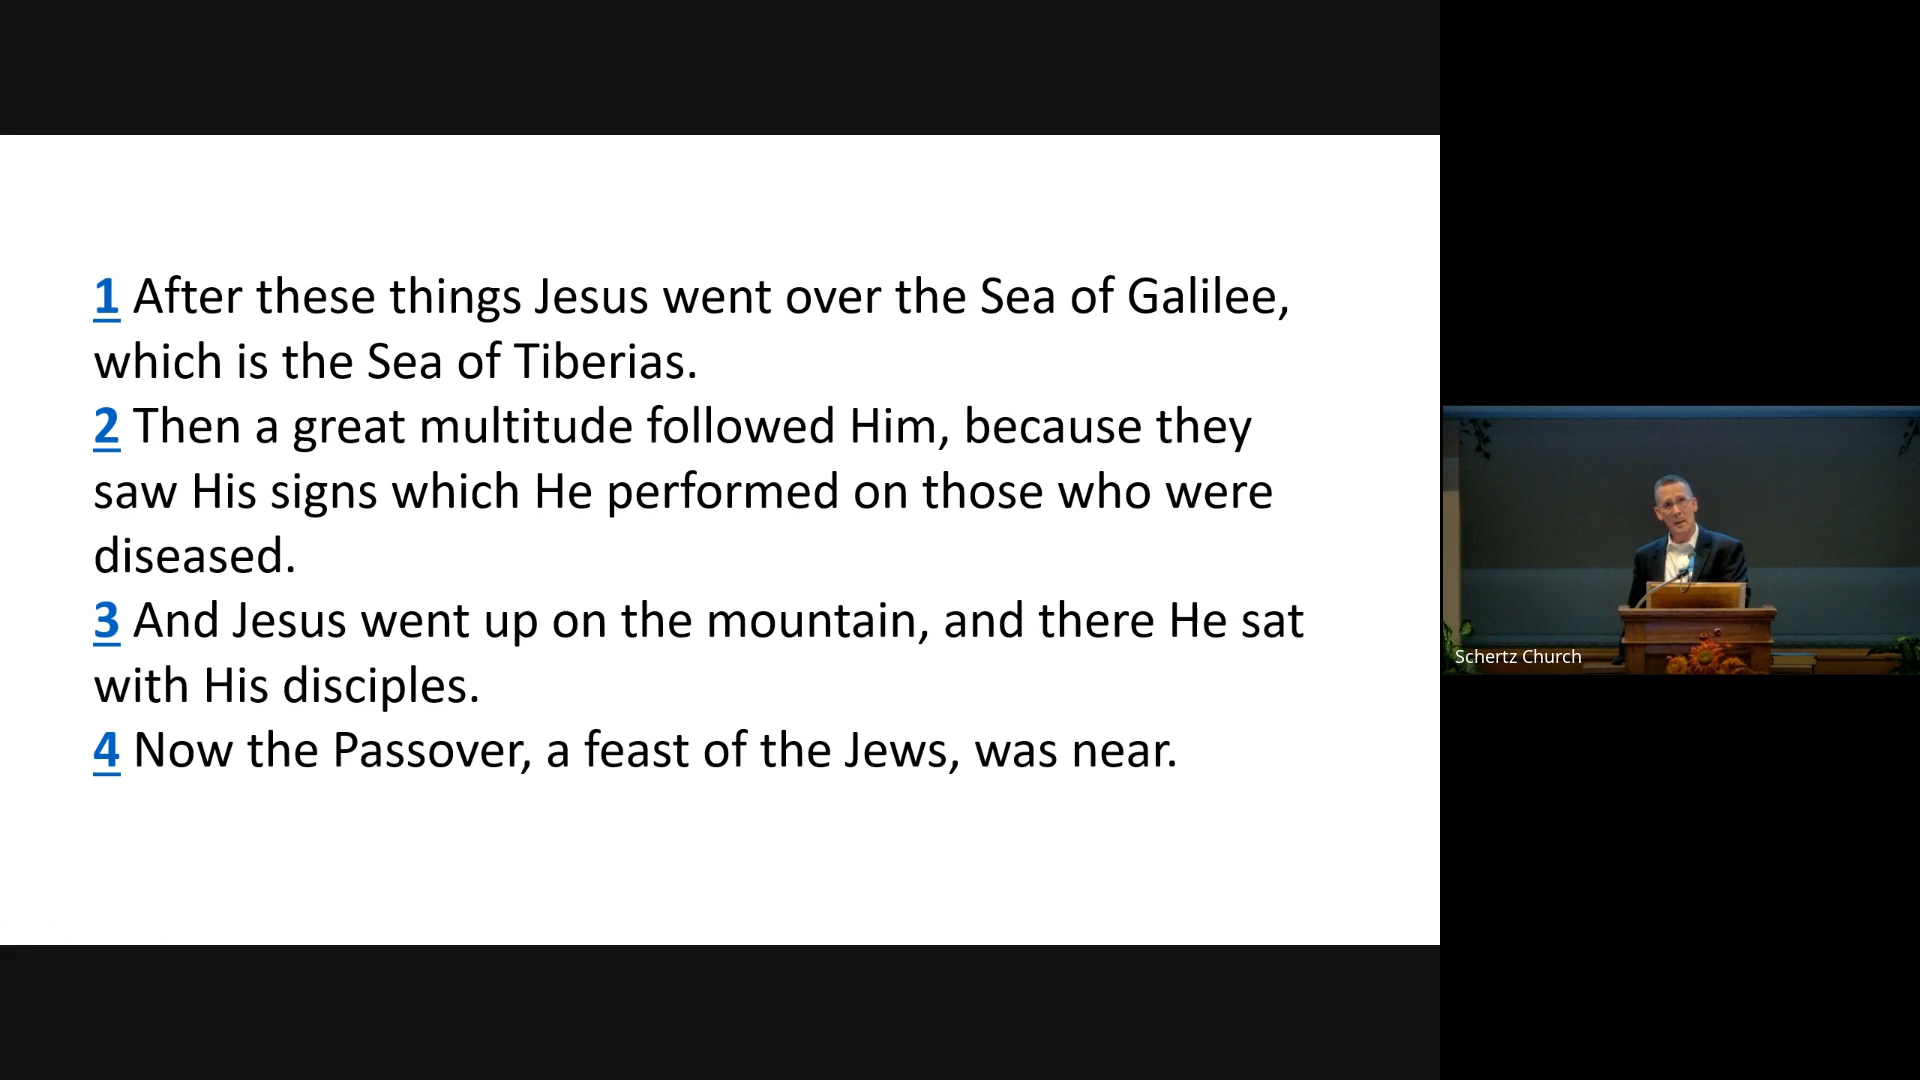 1 After these things Jesus went over the Sea of Galilee,
which is the Sea of Tiberias.
2 Then a great multitude followed Him, because they
saw His signs which He performed on those who were
diseased.
3 And Jesus went up on the mountain, and there He sat
with His disciples.
4 Now the Passover, a feast of the Jews, was near.
Schertz Church